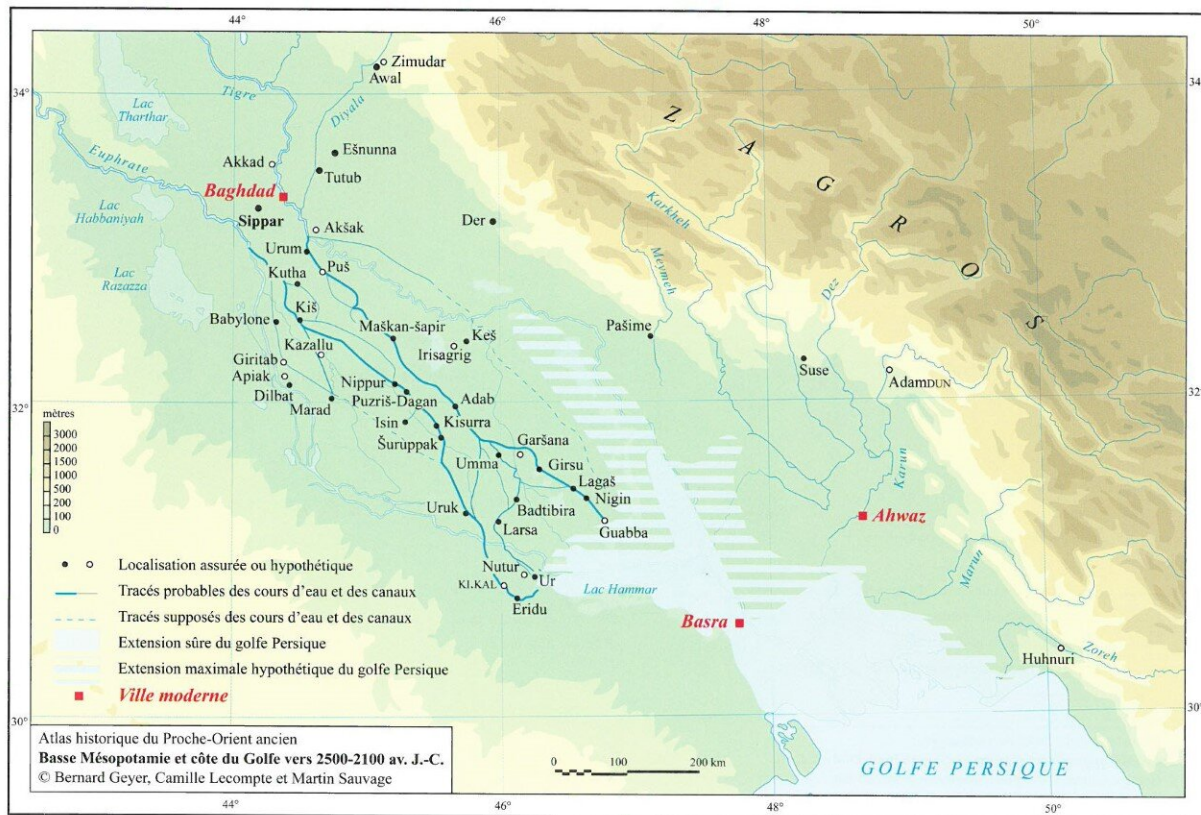 44°
46°
48°
50°
34°
34°
Zimudar
Awal
Diyala
Tigre
Lac
Tharthar
Euphrate
Akkad
Ešnunna
Tutub
Baghdad
Sippar
Lac
Habbaniyah
Akšak
Der
Urum
Puš
Lac
Razazza
Kutha
Kiš
Babylone
Maškan-šapir
Keš
Irisagrig
Kazallu
Giritab
Apiak
Dilbat
Marad
Nippur
Puzriš-Dagan
Adab
Isin
Kisurra
Šuruppak
Garšana
Umma
Girsu
Lagaš
Nigin
Badtibira
Guabba
Uruk
Larsa
Nutur
Ur
KI.KAL
Eridu
Lac Hammar
ZAGROS
Karkheh
Meymeh
Dez
Pašime
Suse
AdamDUN
Karun
Ahwaz
Marun
Basra
Huhnuri
Zoreh
32°
32°
30°
30°
mètres
3000
2000
1500
1000
500
200
100
0
Localisation assurée ou hypothétique
Tracés probables des cours d'eau et des canaux
Tracés supposés des cours d'eau et des canaux
Extension sûre du golfe Persique
Extension maximale hypothétique du golfe Persique
Ville moderne
Atlas historique du Proche-Orient ancien
Basse Mésopotamie et côte du Golfe vers 2500-2100 av. J.-C.
© Bernard Geyer, Camille Lecompte et Martin Sauvage
0 100 200 km
GOLFE PERSIQUE
44°
46°
48°
50°